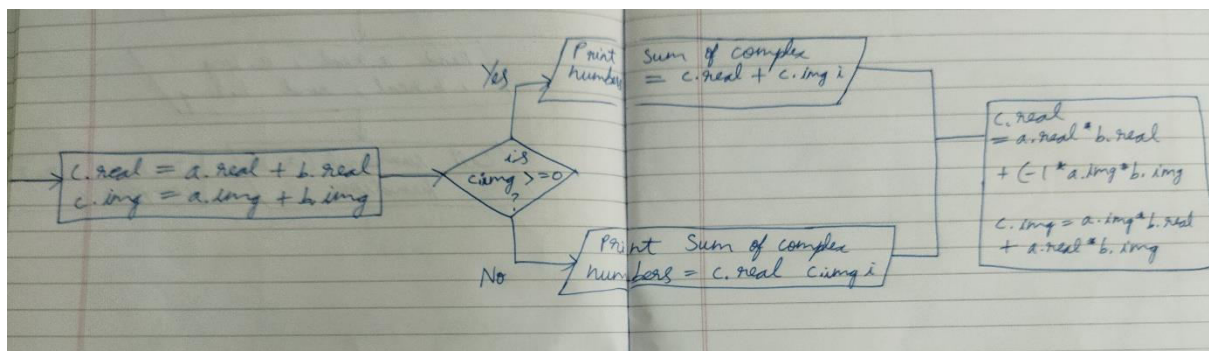 c.real = a.real + b.real
c.img = a.img + b.img
is
c.img >=0
?
Yes
Print Sum of complex
numbers = c.real + c.img i
No
Print Sum of complex
numbers = c.real c.img i
c.real
= a.real * b.real
+ (-1 * a.img * b.img
c.img = a.img * b.real
+ a.real * b.img